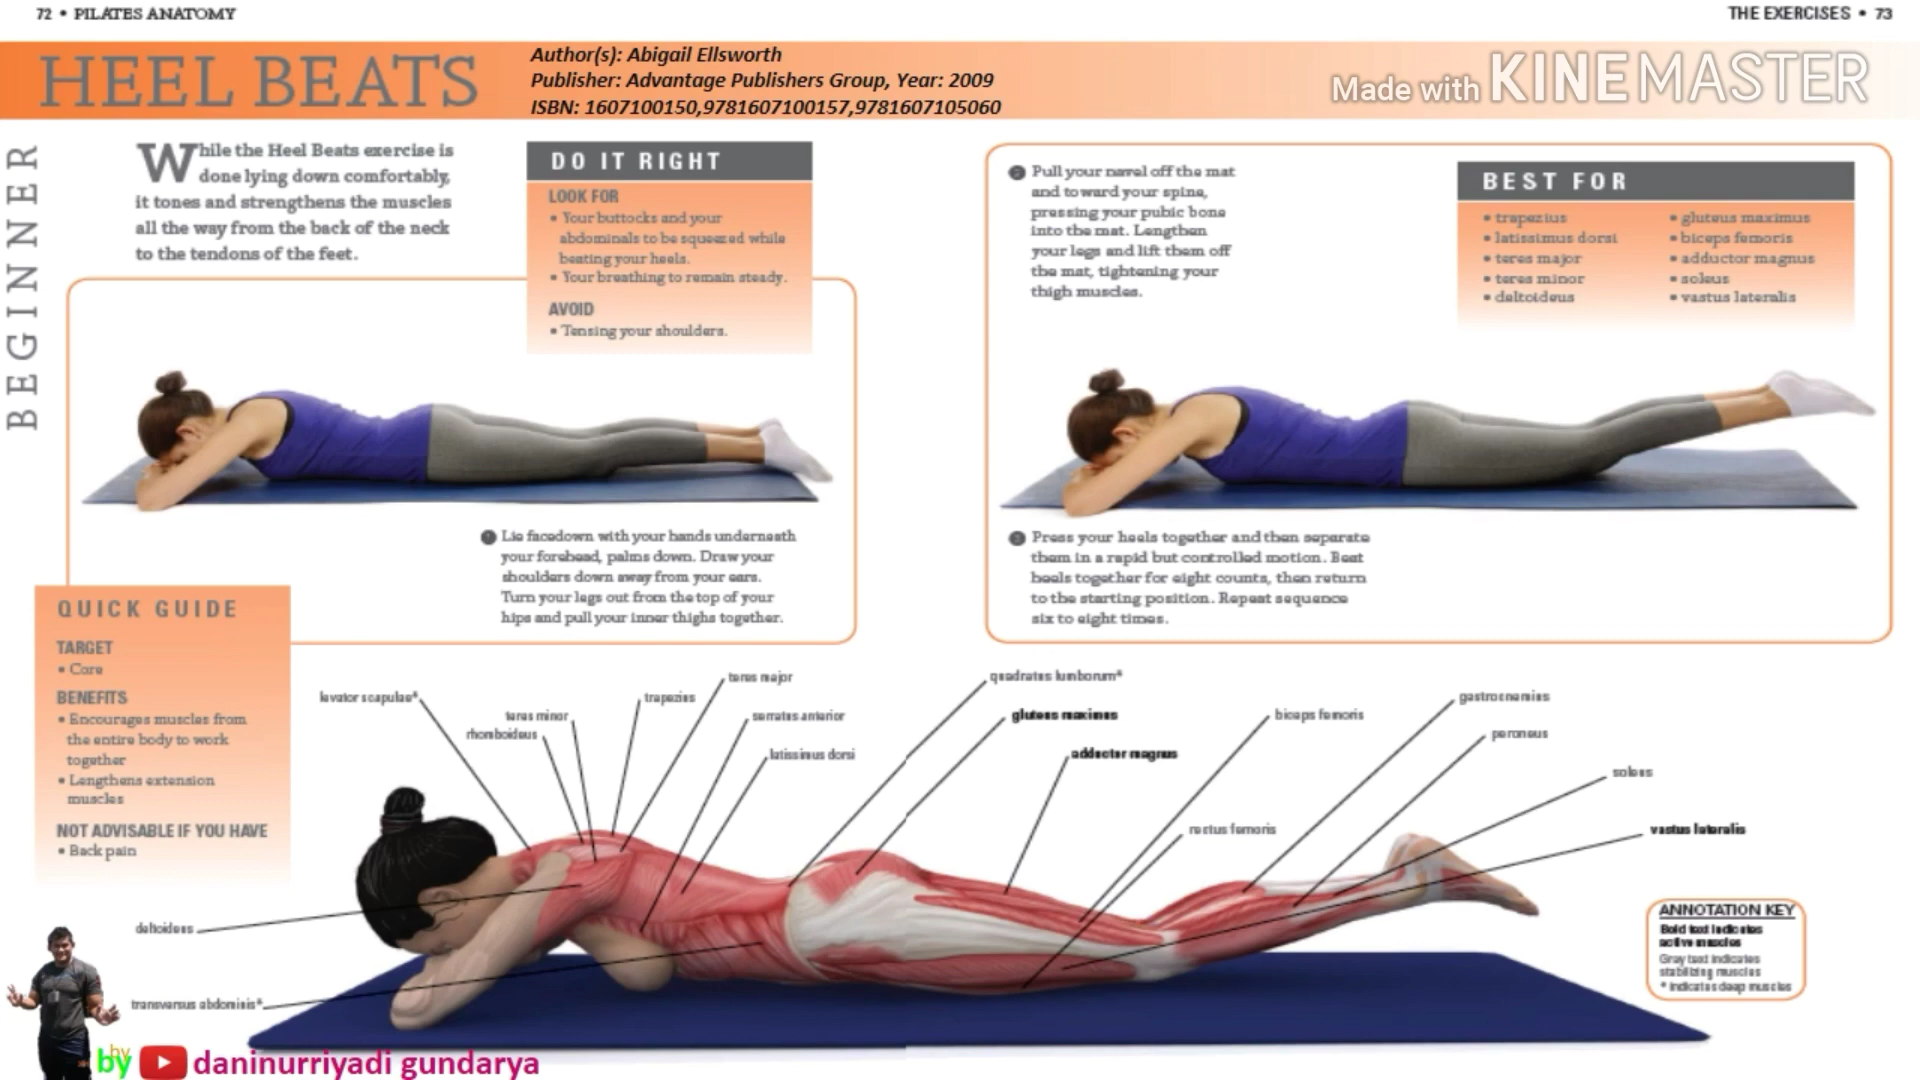 72 • PILATES ANATOMY
THE EXERCISES • 73
HEEL BEATS
Author(s): Abigail Ellsworth
Publisher: Advantage Publishers Group, Year: 2009
ISBN: 1607100150,9781607100157,9781607105060
Made with KINEMASTER
BEGINNER
While the Heel Beats exercise is
done lying down comfortably,
it tones and strengthens the muscles
all the way from the back of the neck
to the tendons of the feet.
DO IT RIGHT
LOOK FOR
• Your buttocks and your
abdominals to be squeezed while
beating your heels.
• Your breathing to remain steady.
AVOID
• Tensing your shoulders.
Lie facedown with your hands underneath
your forehead, palms down. Draw your
shoulders down away from your ears.
Turn your legs out from the top of your
hips and pull your inner thighs together.
Pull your navel off the mat
and toward your spine,
pressing your pubic bone
into the mat. Lengthen
your legs and lift them off
the mat, tightening your
thigh muscles.
BEST FOR
• trapezius
• latissimus dorsi
• teres major
• teres minor
• deltoideus
• gluteus maximus
• biceps femoris
• adductor magnus
• soleus
• vastus lateralis
Press your heels together and then separate
them in a rapid but controlled motion. Beat
heels together for eight counts, then return
to the starting position. Repeat sequence
six to eight times.
QUICK GUIDE
TARGET
• Core
BENEFITS
• Encourages muscles from
the entire body to work
together
• Lengthens extension
muscles
NOT ADVISABLE IF YOU HAVE
• Back pain
levator scapulae*
rhomboideus
teres minor
trapezius
teres major
serratus anterior
latissimus dorsi
quadratus lumborum*
gluteus maximus
adductor magnus
biceps femoris
rectus femoris
gastrocnemius
peroneus
soleus
vastus lateralis
deltoideus
transversus abdominis*
ANNOTATION KEY
Bold text indicates
active muscles
Gray text indicates
stabilizing muscles
* indicates deep muscles
by
by daninurriyadi gundarya